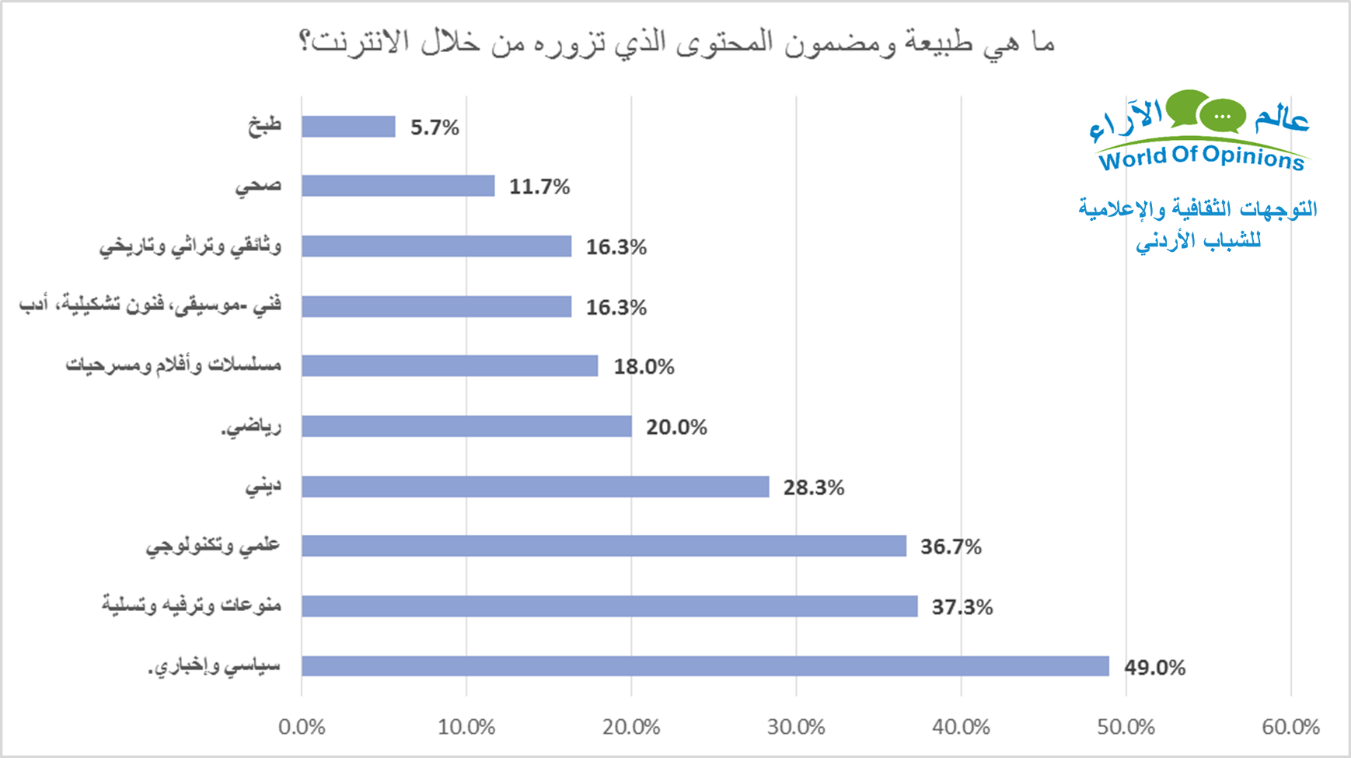 ما هي طبيعة ومضمون المحتوى الذي تزوره من خلال الانترنت؟
عالم الآراء
World Of Opinions
التوجهات الثقافية والإعلامية
للشباب الأردني
طبخ 5.7%
صحي 11.7%
وثائقي وتراثي وتاريخي 16.3%
فني -موسيقى، فنون تشكيلية، أدب 16.3%
مسلسلات وأفلام ومسرحيات 18.0%
رياضي. 20.0%
ديني 28.3%
علمي وتكنولوجي 36.7%
منوعات وترفيه وتسلية 37.3%
سياسي وإخباري. 49.0%
0.0% 10.0% 20.0% 30.0% 40.0% 50.0% 60.0%